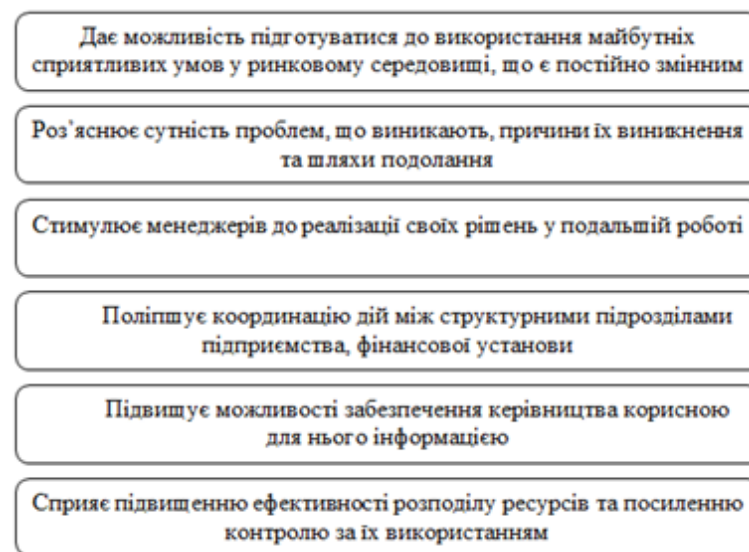 Дає можливість підготуватися до використання майбутніх
сприятливих умов у ринковому середовищі, що є постійно змінним
Роз’яснює сутність проблем, що виникають, причини їх виникнення
та шляхи подолання
Стимулює менеджерів до реалізації своїх рішень у подальшій роботі
Поліпшує координацію дій між структурними підрозділами
підприємства, фінансової установи
Підвищує можливості забезпечення керівництва корисною
для нього інформацією
Сприяє підвищенню ефективності розподілу ресурсів та посиленню
контролю за їх використанням